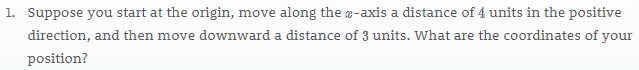 1. Suppose you start at the origin, move along the x-axis a distance of 4 units in the positive
direction, and then move downward a distance of 3 units. What are the coordinates of your
position?